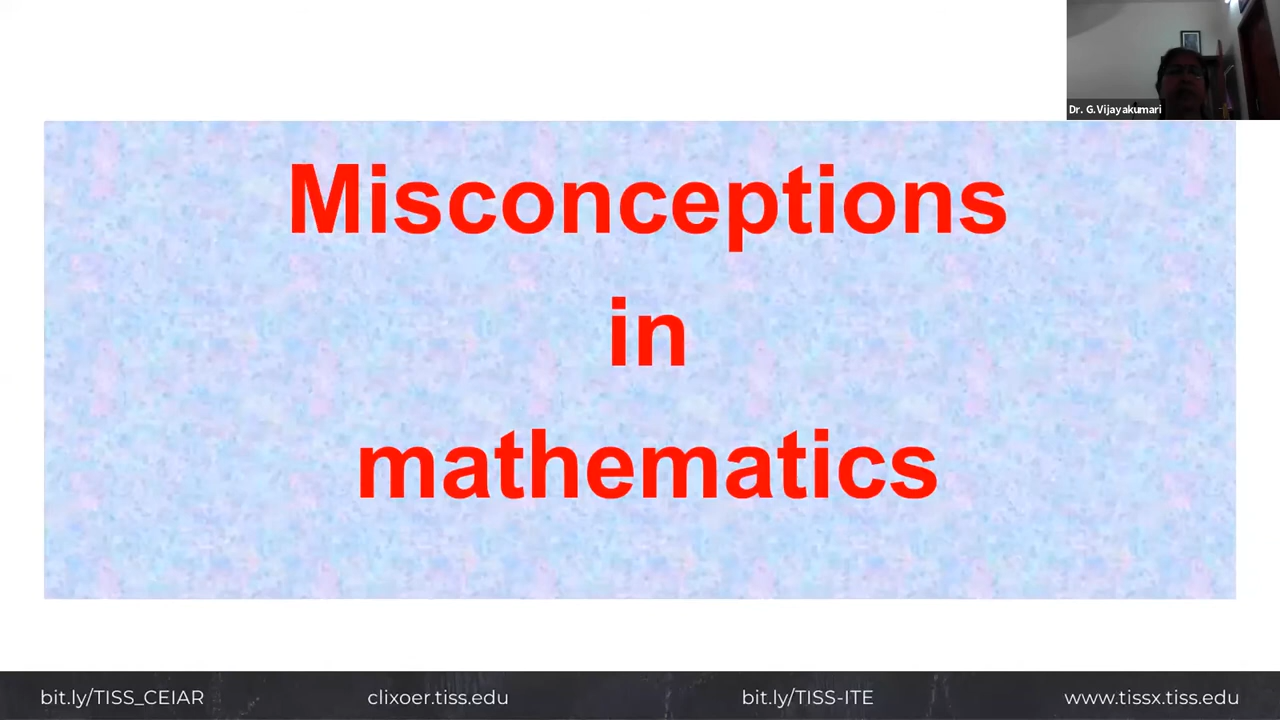 Dr. G.Vijayakumari
Misconceptions
in
mathematics
bit.ly/TISS_CEIAR clixoer.tiss.edu bit.ly/TISS-ITE www.tissx.tiss.edu